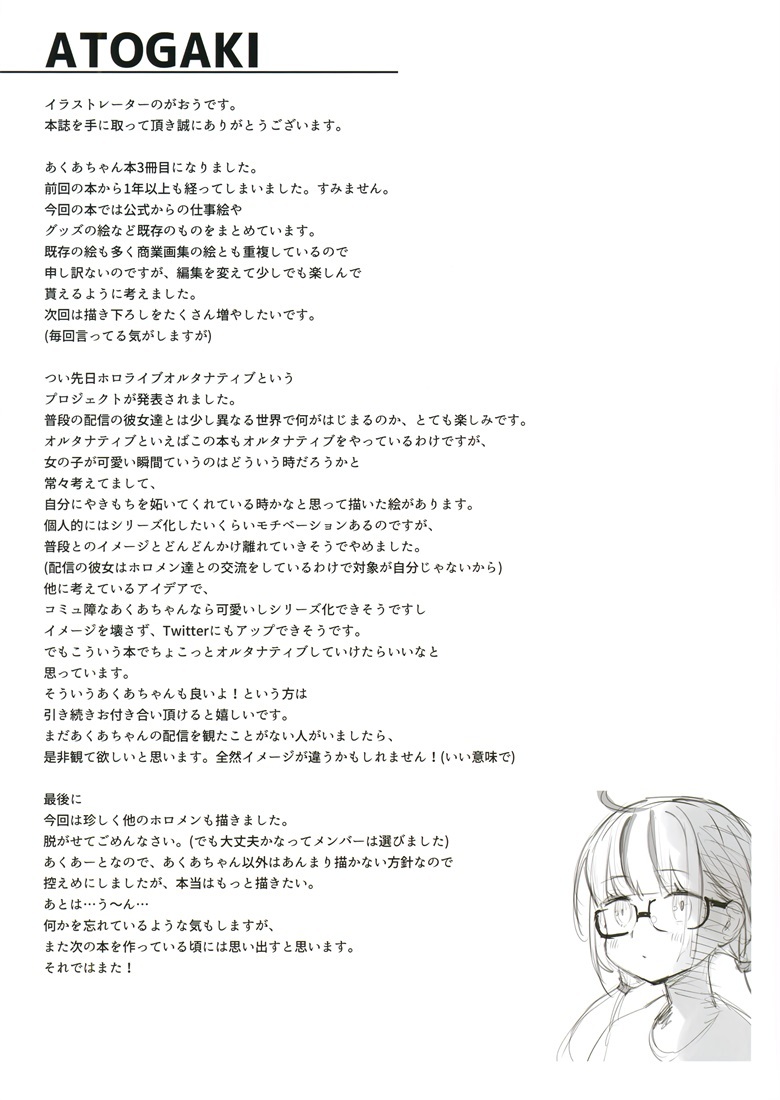 ATOGAKI
イラストレーターのがおうです。
本誌を手に取って頂き誠にありがとうございます。
あくあちゃん本3冊目になりました。
前回の本から1年以上も経ってしまいました。すみません。
今回の本では公式からの仕事絵や
グッズの絵など既存のものをまとめています。
既存の絵も多く商業画集の絵とも重複しているので
申し訳ないのですが、編集を変えて少しでも楽しんで
貰えるように考えました。
次回は描き下ろしをたくさん増やしたいです。
(毎回言ってる気がしますが)
つい先日ホロライブオルタナティブという
プロジェクトが発表されました。
普段の配信の彼女達とは少し異なる世界で何がはじまるのか、とても楽しみです。
オルタナティブといえばこの本もオルタナティブをやっているわけですが、
女の子が可愛い瞬間ていうのはどういう時だろうかと
常々考えてまして、
自分にやきもちを妬いてくれている時かなと思って描いた絵があります。
個人的にはシリーズ化したいくらいモチベーションあるのですが、
普段とのイメージとどんどんかけ離れていきそうでやめました。
(配信の彼女はホロメン達との交流をしているわけで対象が自分じゃないから)
他に考えているアイデアで、
コミュ障なあくあちゃんなら可愛いしシリーズ化できそうですし
イメージを壊さず、Twitterにもアップできそうです。
でもこういう本でちょこっとオルタナティブしていけたらいいなと
思っています。
そういうあくあちゃんも良いよ！という方は
引き続きお付き合い頂けると嬉しいです。
まだあくあちゃんの配信を観たことがない人がいましたら、
是非観て欲しいと思います。全然イメージが違うかもしれません！(いい意味で)
最後に
今回は珍しく他のホロメンも描きました。
脱がせてごめんなさい。(でも大丈夫かなってメンバーは選びました)
あくあーとなので、あくあちゃん以外はあんまり描かない方針なので
控えめにしましたが、本当はもっと描きたい。
あとは…う〜ん…
何かを忘れているような気もしますが、
また次の本を作っている頃には思い出すと思います。
それではまた！